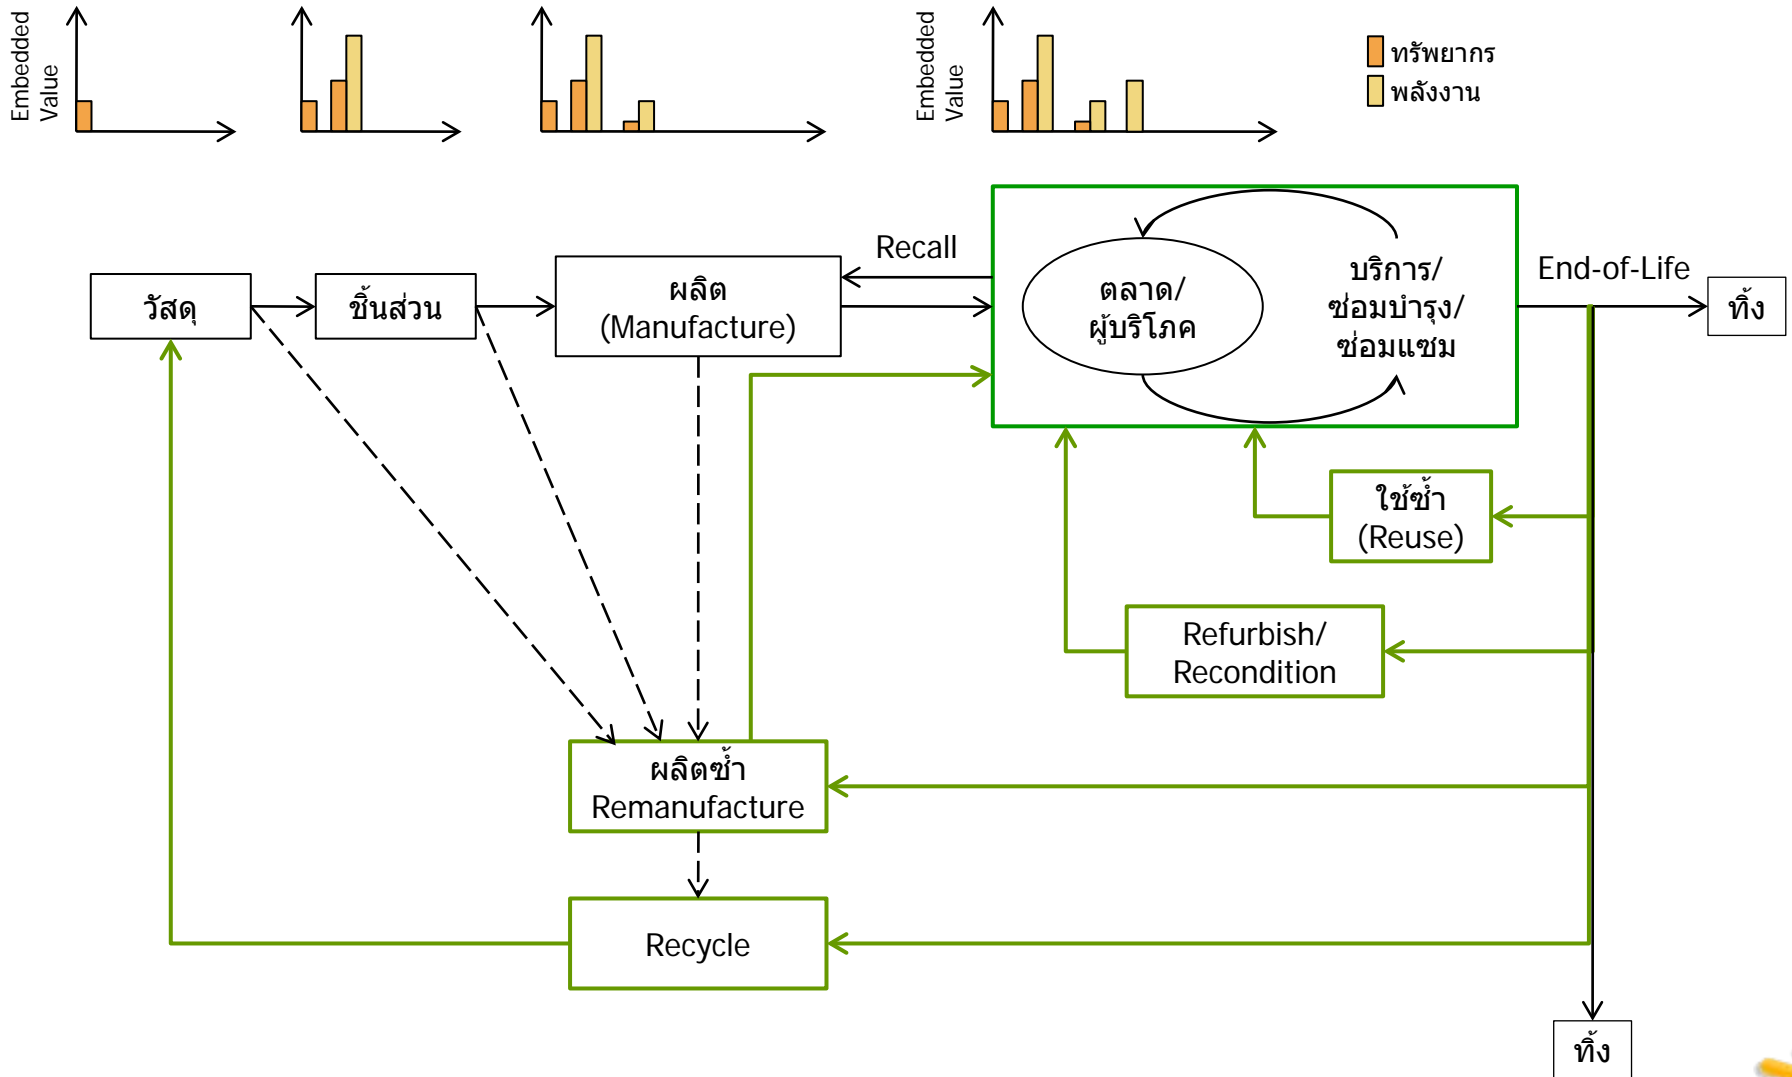 Embedded
Value
Embedded
Value
ทรัพยากร
พลังงาน
วัสดุ
ชิ้นส่วน
ผลิต
(Manufacture)
Recall
ตลาด/
ผู้บริโภค
บริการ/
ซ่อมบำรุง/
ซ่อมแซม
End-of-Life
ทิ้ง
ใช้ซ้ำ
(Reuse)
Refurbish/
Recondition
ผลิตซ้ำ
Remanufacture
Recycle
ทิ้ง